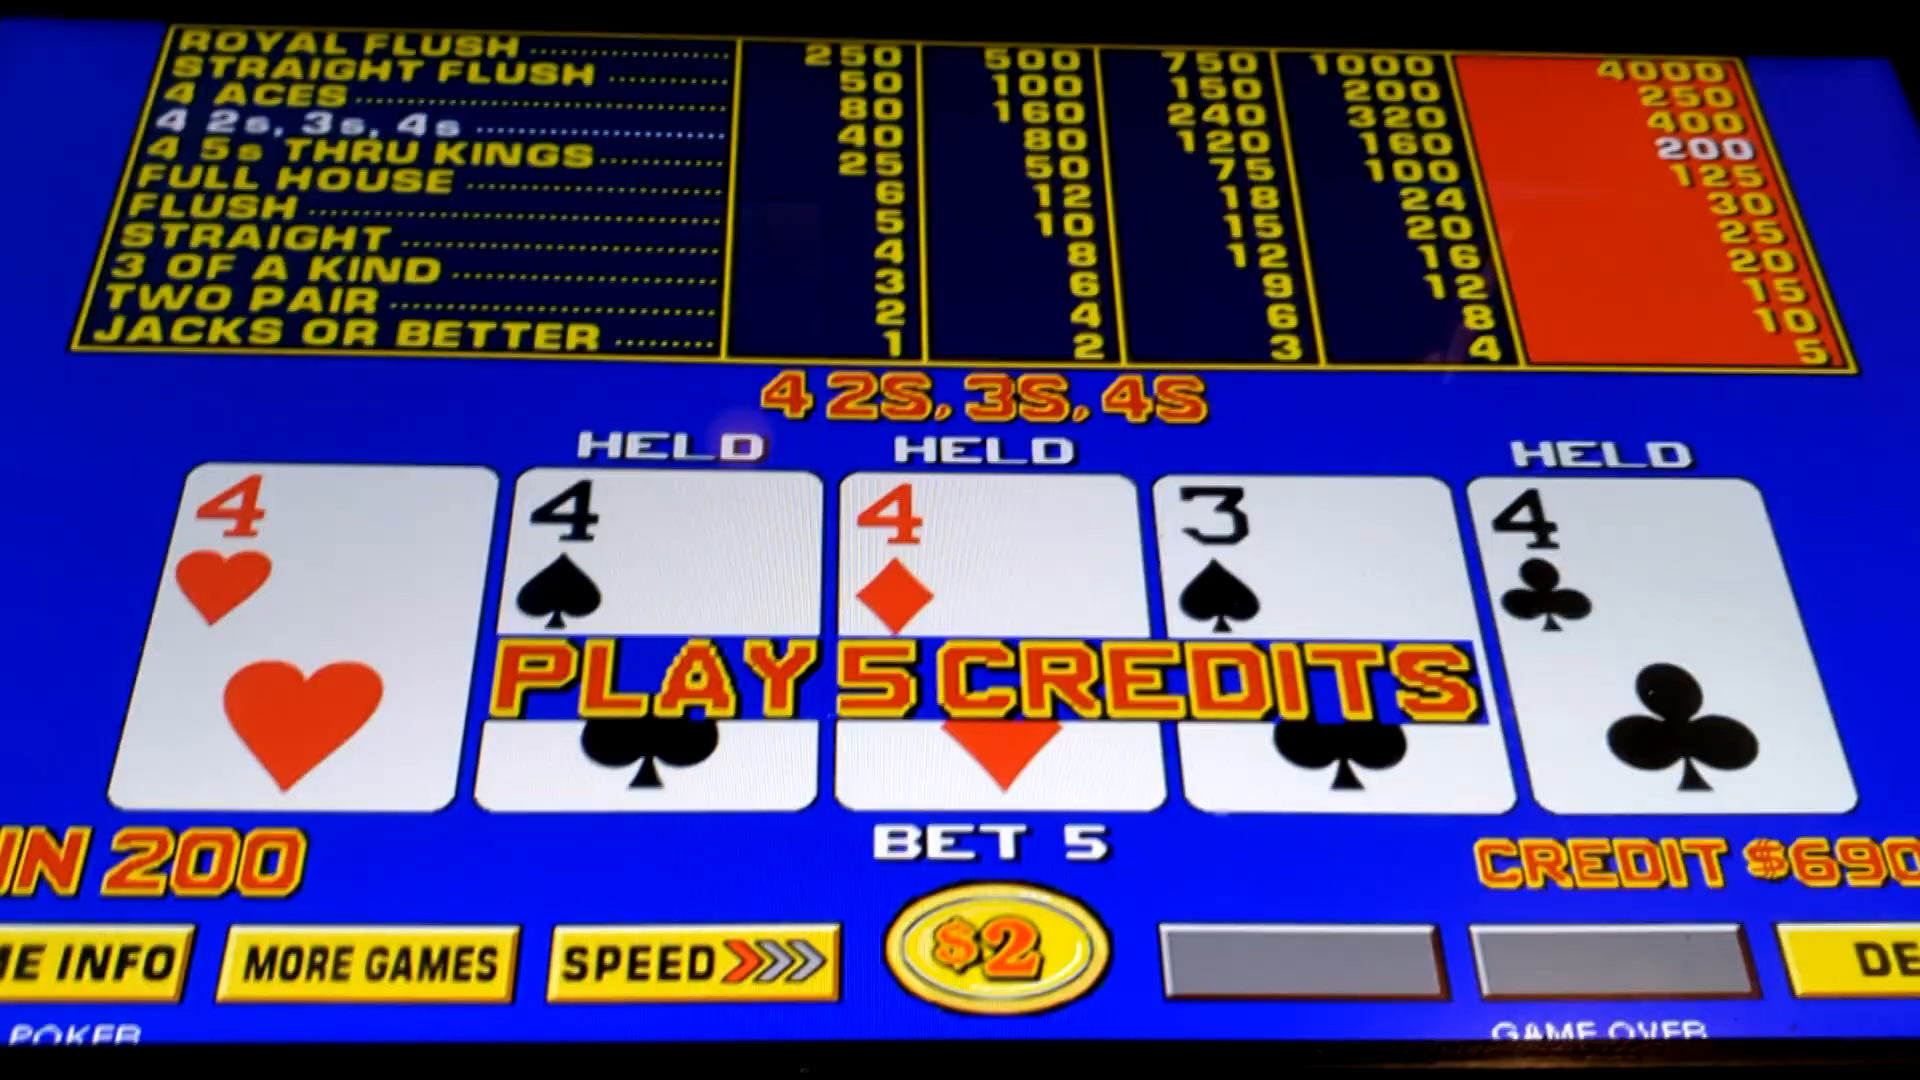 ROYAL FLUSH 250 500 750 1000 4000
STRAIGHT FLUSH 50 100 150 200 250
4 ACES 80 160 240 320 400
4 2s, 3s, 4s 40 80 120 160 200
4 5s THRU KINGS 25 50 75 100 125
FULL HOUSE 6 12 18 24 30
FLUSH 5 10 15 20 25
STRAIGHT 4 8 12 16 20
3 OF A KIND 3 6 9 12 15
TWO PAIR 2 4 6 8 10
JACKS OR BETTER 1 2 3 4 5
4 2S, 3S, 4S
HELD HELD HELD
4 4 4 3 4
PLAY 5 CREDITS
IN 200 BET 5 CREDIT $690
ME INFO MORE GAMES SPEED $2 DE
POKER GAME OVER